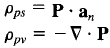 ρps = P · an
ρpv = −∇ · P